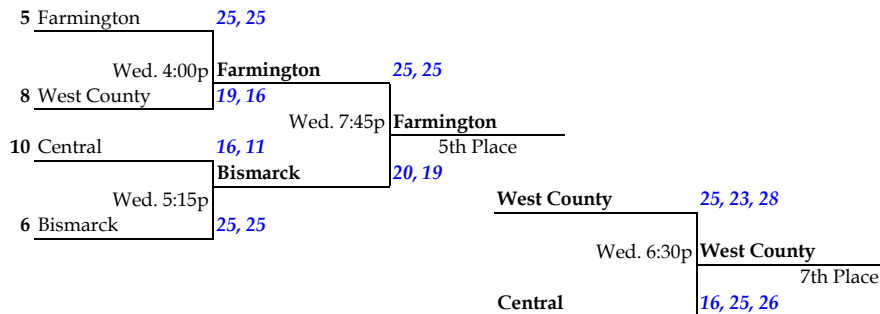 5 Farmington 25, 25
Wed. 4:00p Farmington 25, 25
8 West County 19, 16
Wed. 7:45p Farmington
10 Central 16, 11
5th Place
Bismarck 20, 19
Wed. 5:15p
West County 25, 23, 28
6 Bismarck 25, 25
Wed. 6:30p West County
7th Place
Central 16, 25, 26